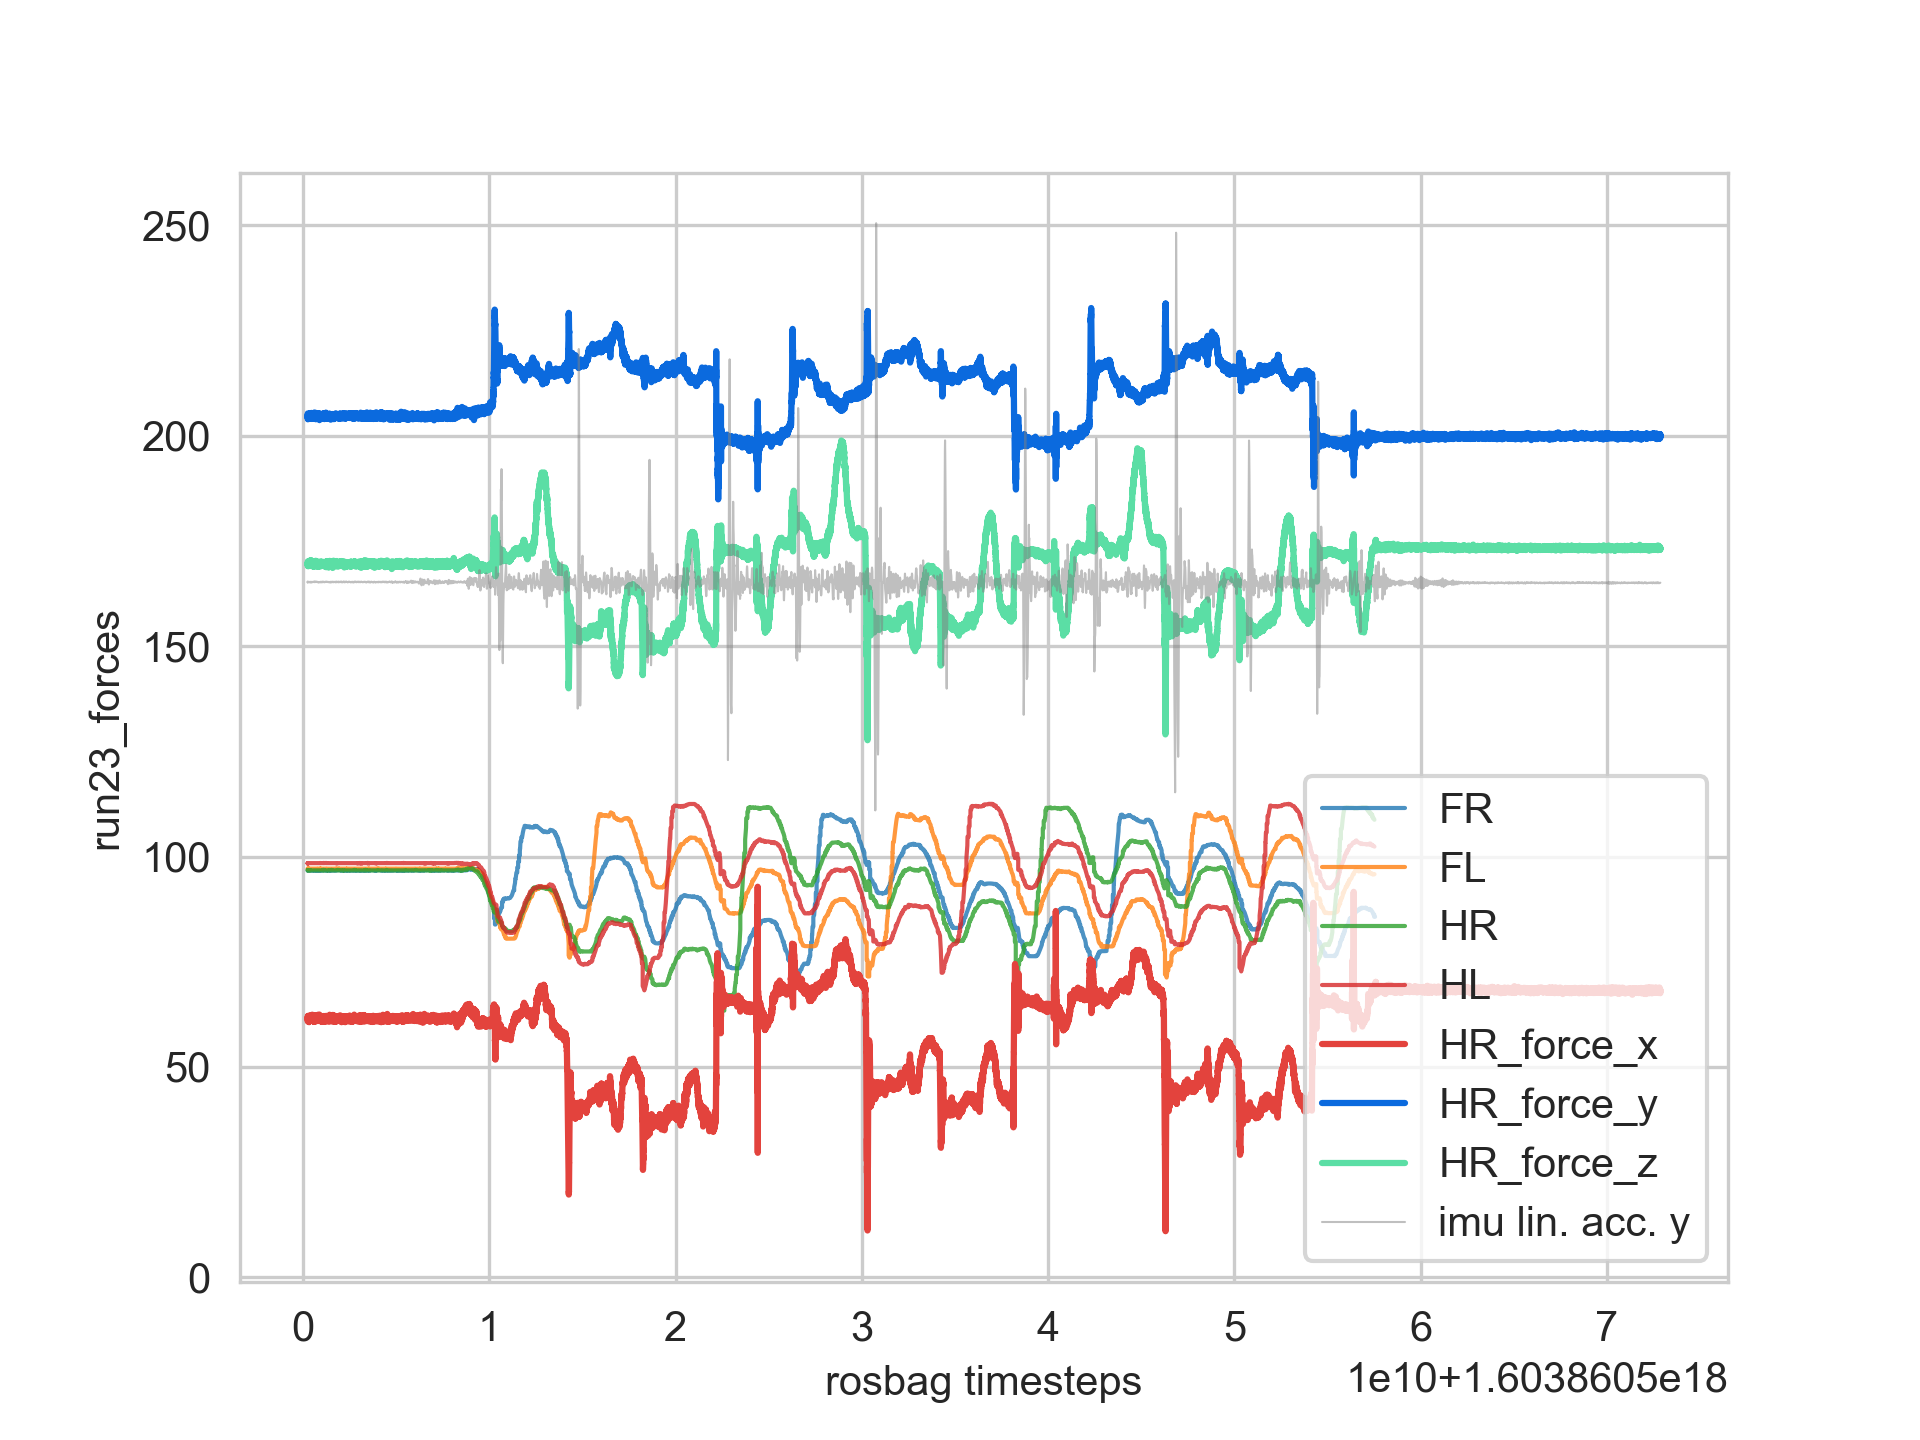 run23_forces
250
200
150
100
50
0
FR
FL
HR
HL
HR_force_x
HR_force_y
HR_force_z
imu lin. acc. y
0 1 2 3 4 5 6 7
rosbag timesteps
1e10+1.6038605e18